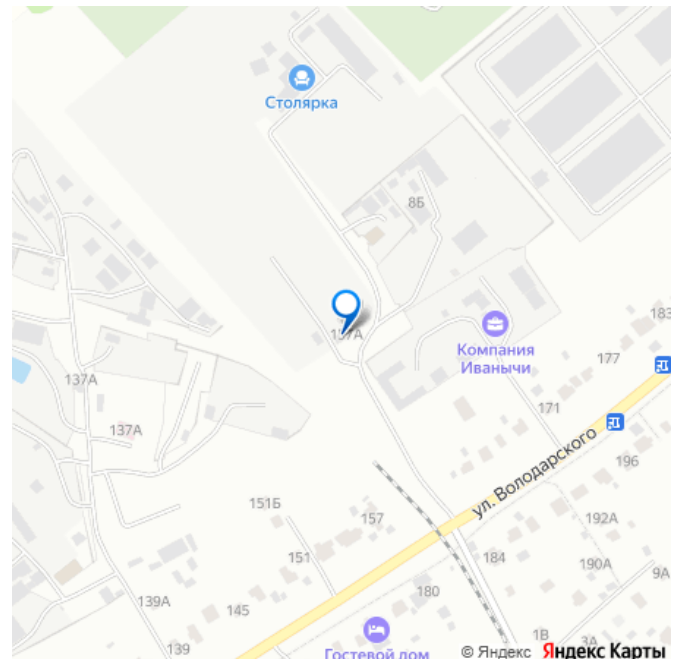 Столярка
8Б
137А
183
Компания
Иванычи
177
137А
171
137А
ул. Володарского
196
151Б
157
192А
151
184
190А
9А
139А
145
180
139
1В
3А
Гостевой дом
© Яндекс Яндекс Карты